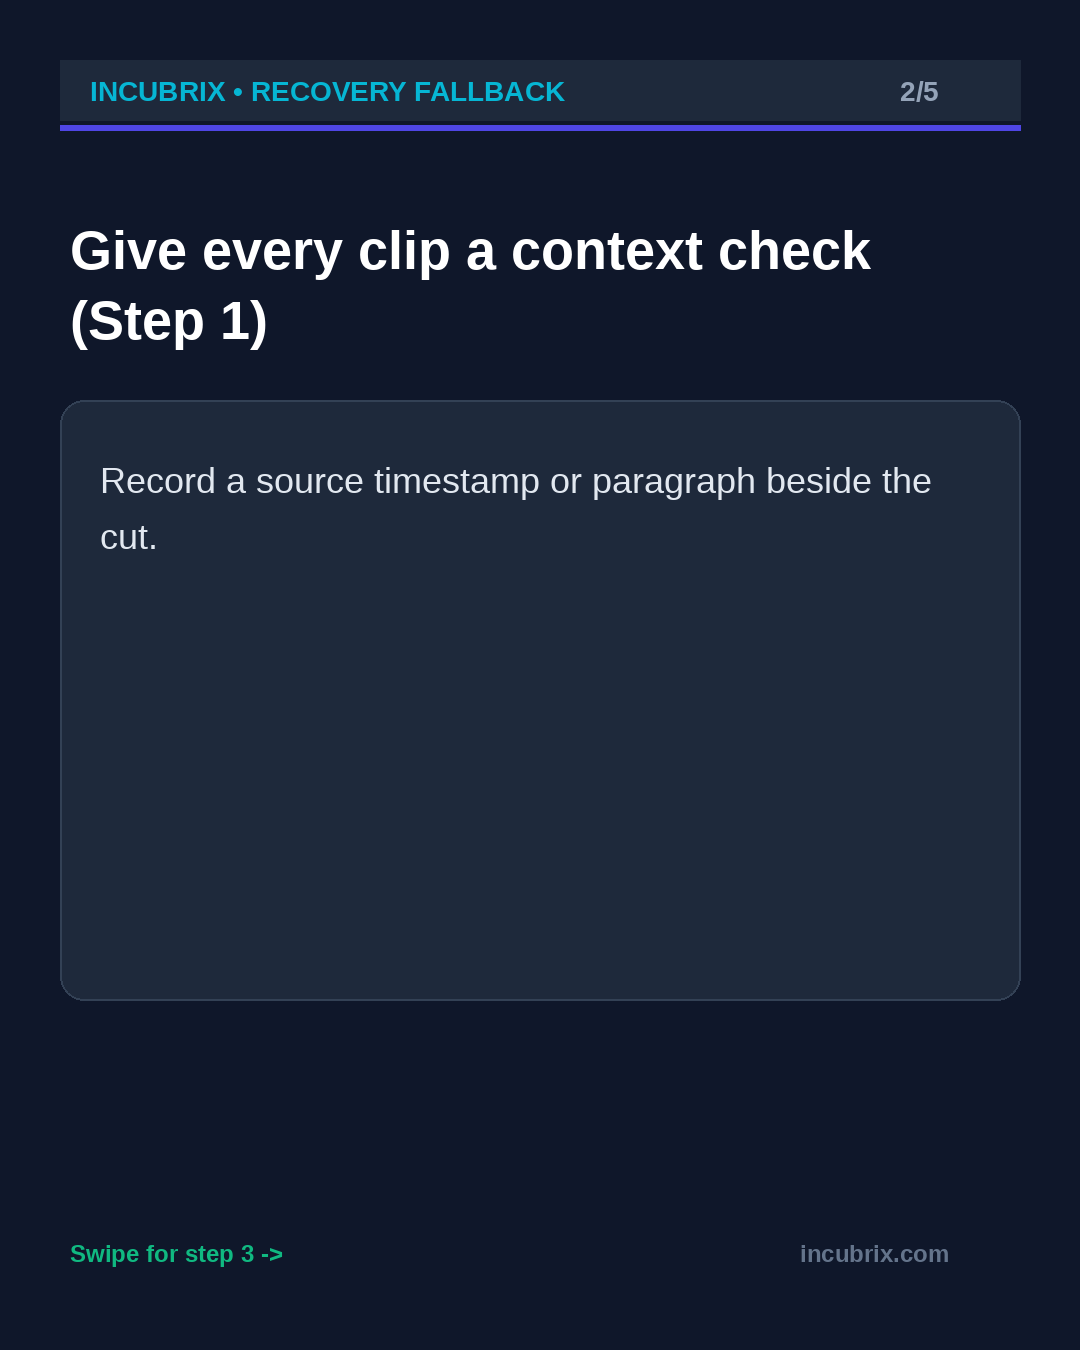 INCUBRIX • RECOVERY FALLBACK 2/5
Give every clip a context check
(Step 1)
Record a source timestamp or paragraph beside the
cut.
Swipe for step 3 -> incubrix.com